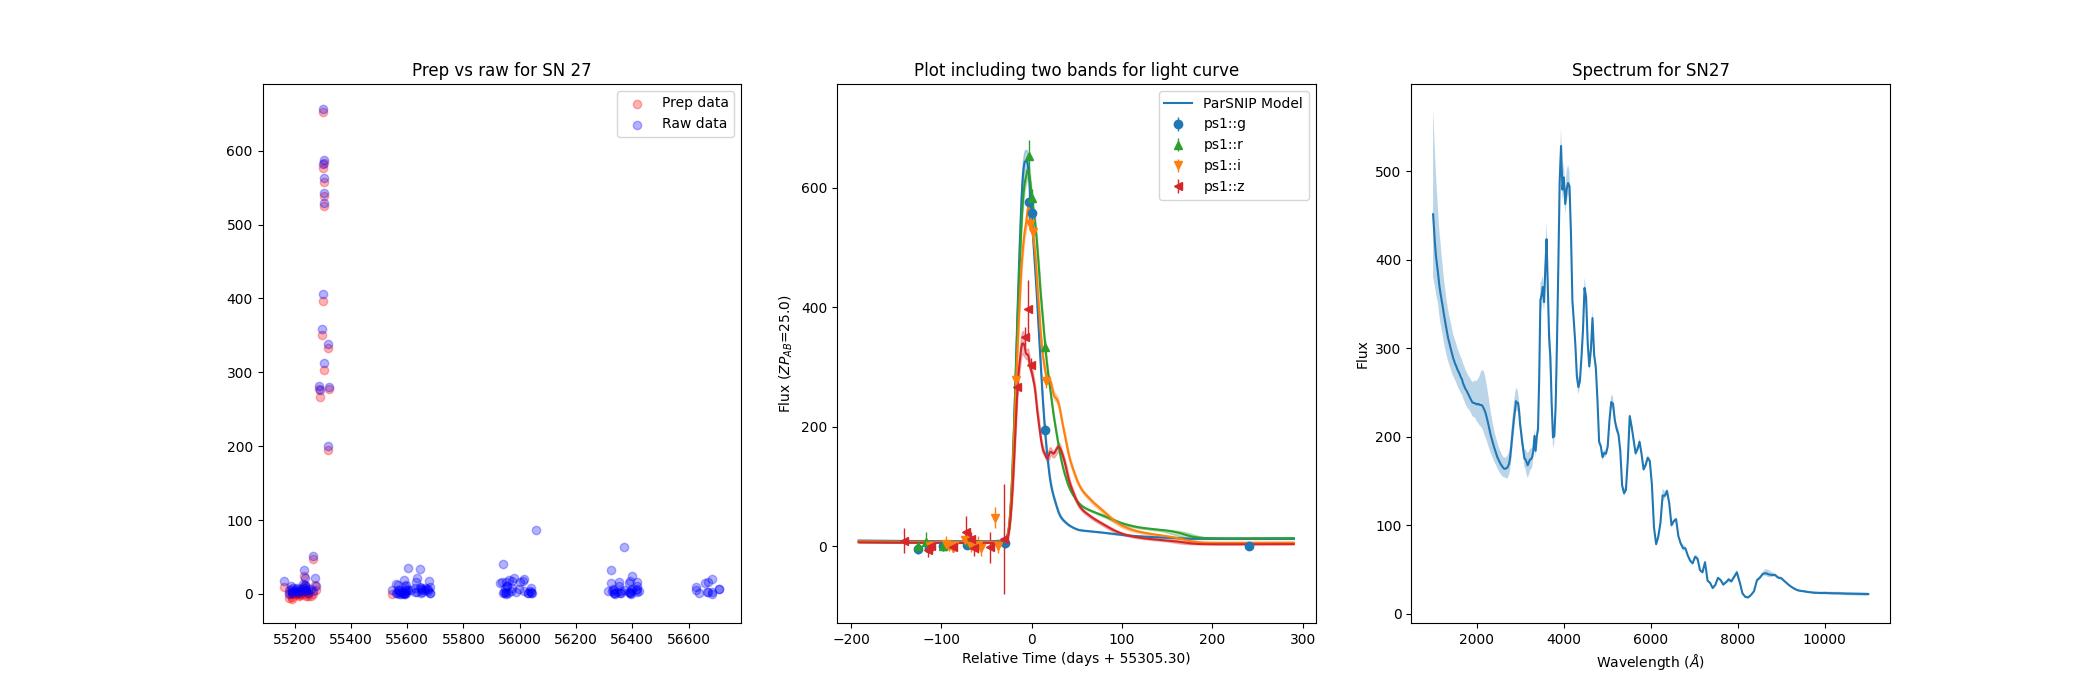 Prep vs raw for SN 27
Prep data
Raw data
600
500
400
300
200
100
0
55200 55400 55600 55800 56000 56200 56400 56600
Plot including two bands for light curve
ParSNIP Model
ps1::g
ps1::r
ps1::i
ps1::z
Flux (ZP_AB=25.0)
600
400
200
0
−200 −100 0 100 200 300
Relative Time (days + 55305.30)
Spectrum for SN27
Flux
500
400
300
200
100
0
2000 4000 6000 8000 10000
Wavelength (Å)